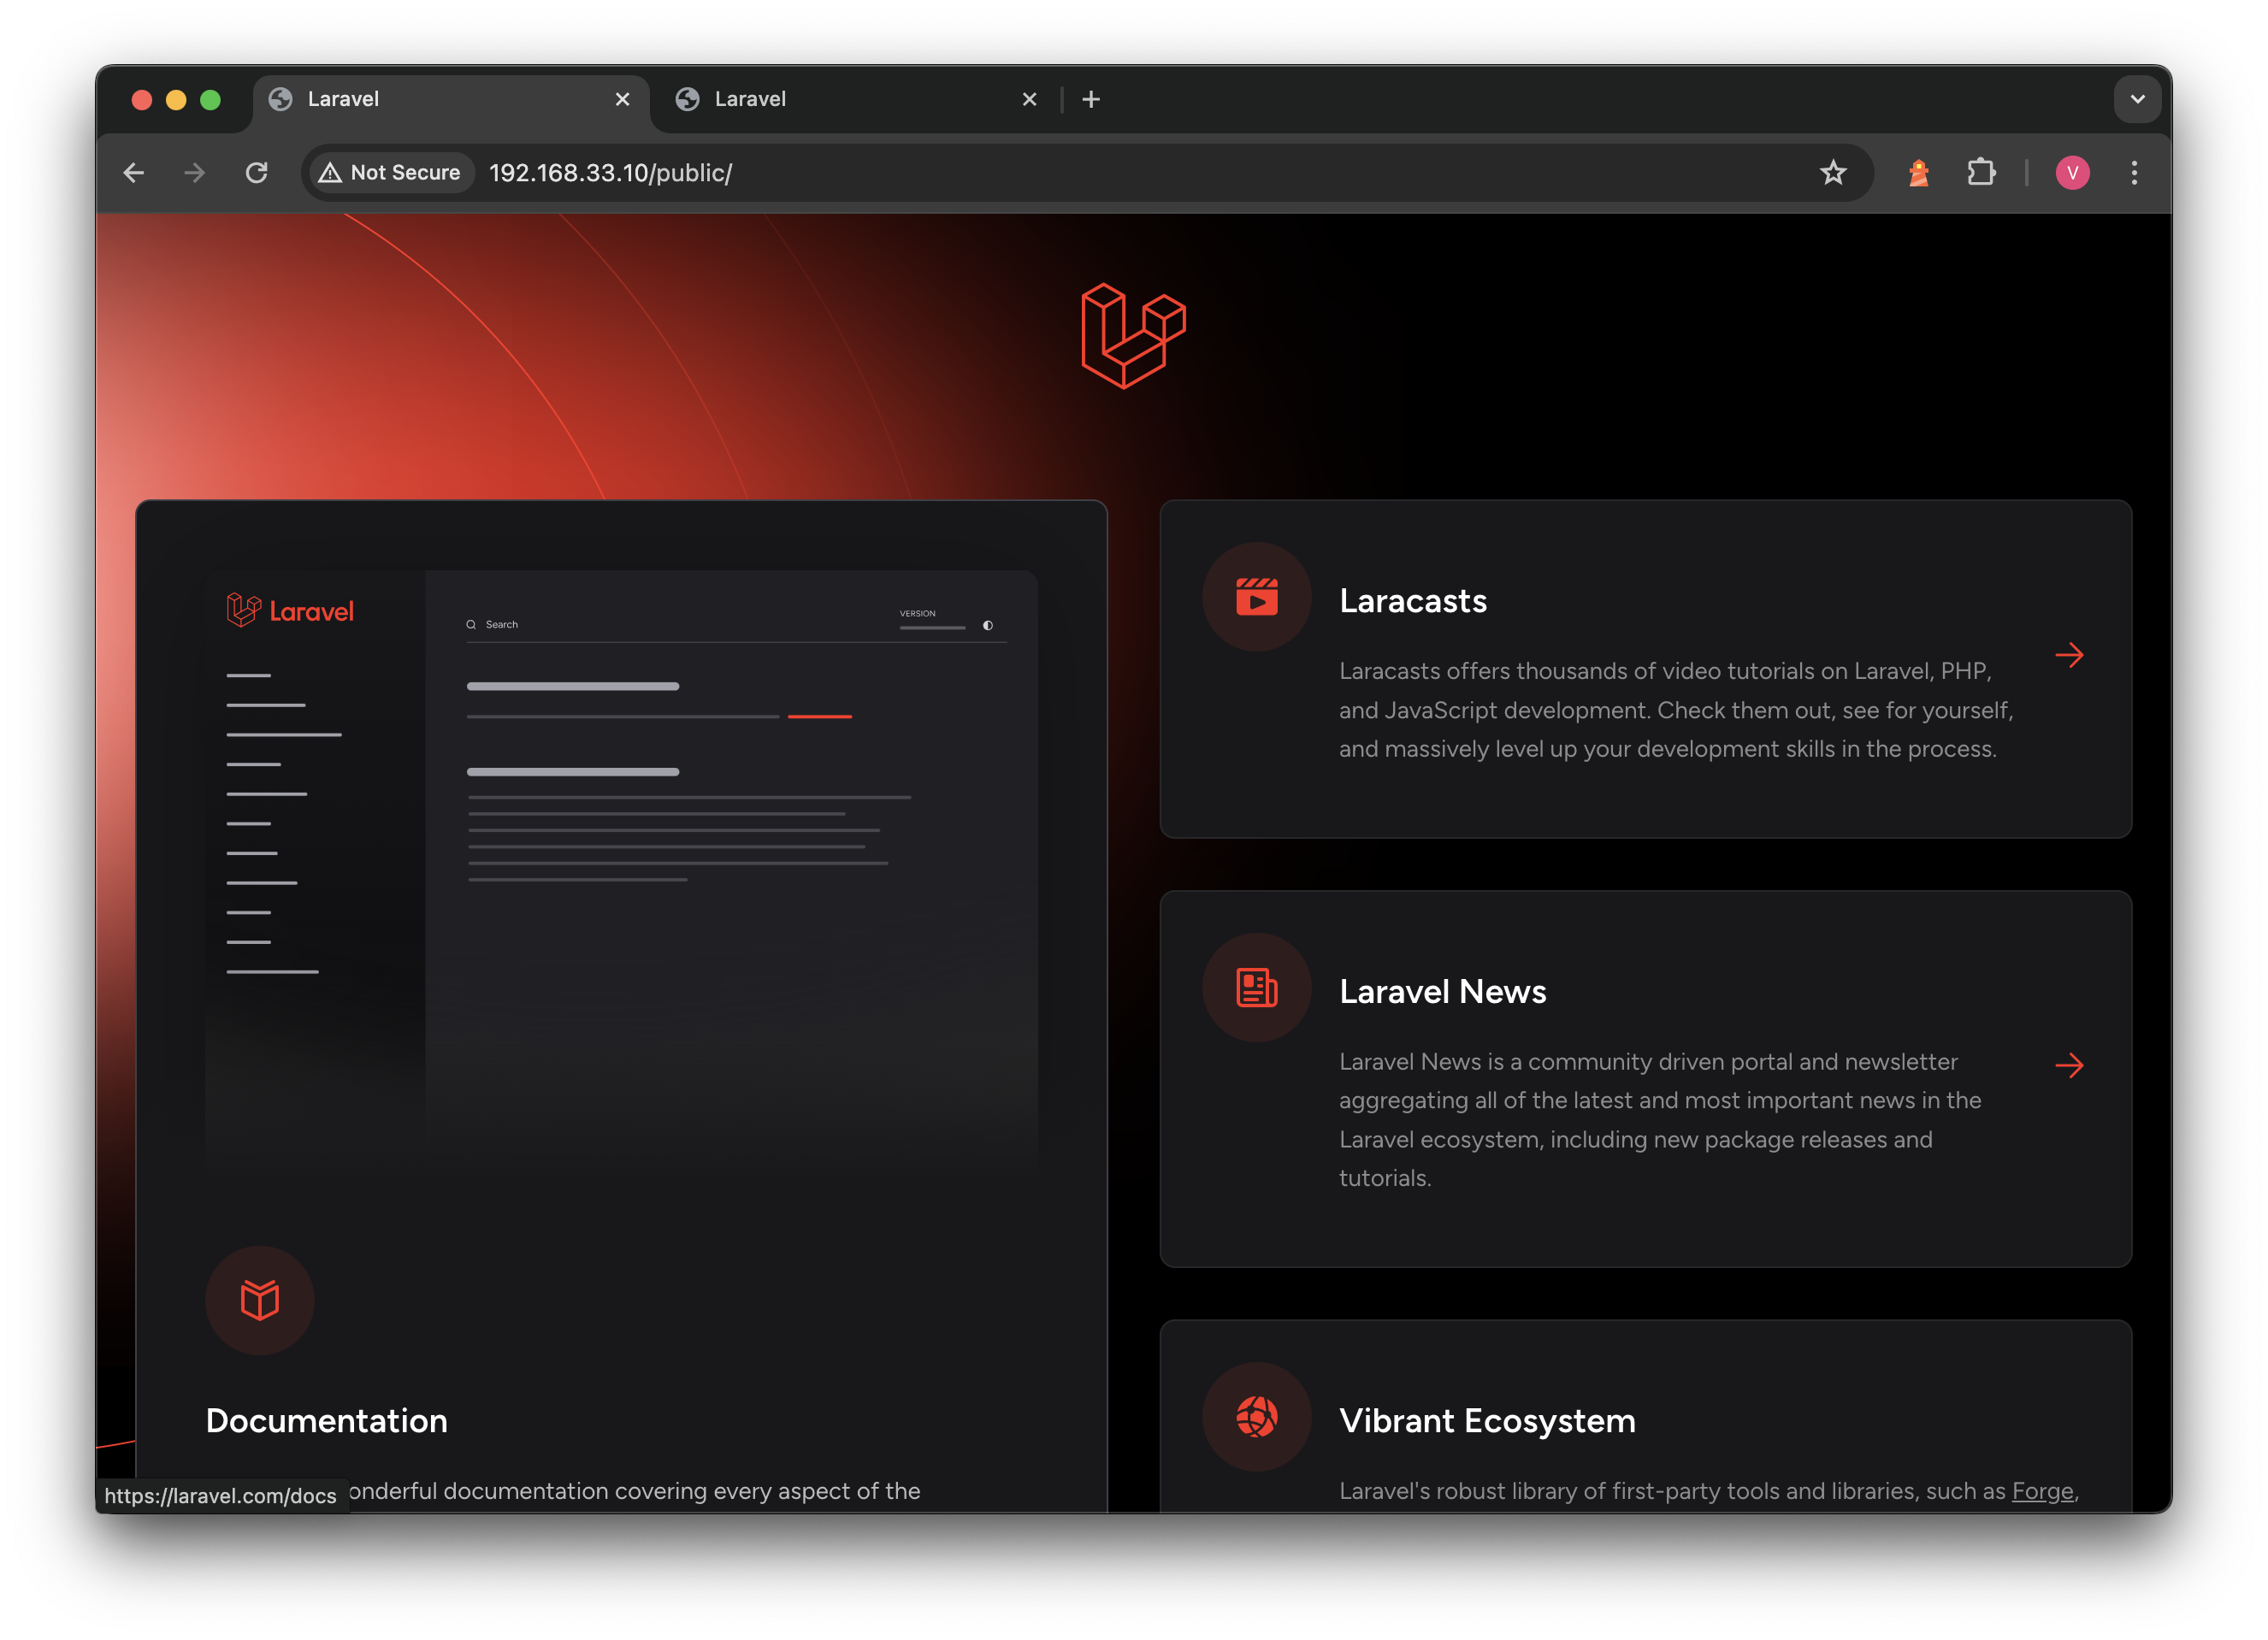 Laravel
Laravel
Not Secure 192.168.33.10/public/
V
Laravel
Search
VERSION
Documentation
onderful documentation covering every aspect of the
Laracasts
Laracasts offers thousands of video tutorials on Laravel, PHP,
and JavaScript development. Check them out, see for yourself,
and massively level up your development skills in the process.
Laravel News
Laravel News is a community driven portal and newsletter
aggregating all of the latest and most important news in the
Laravel ecosystem, including new package releases and
tutorials.
Vibrant Ecosystem
Laravel's robust library of first-party tools and libraries, such as Forge,
https://laravel.com/docs